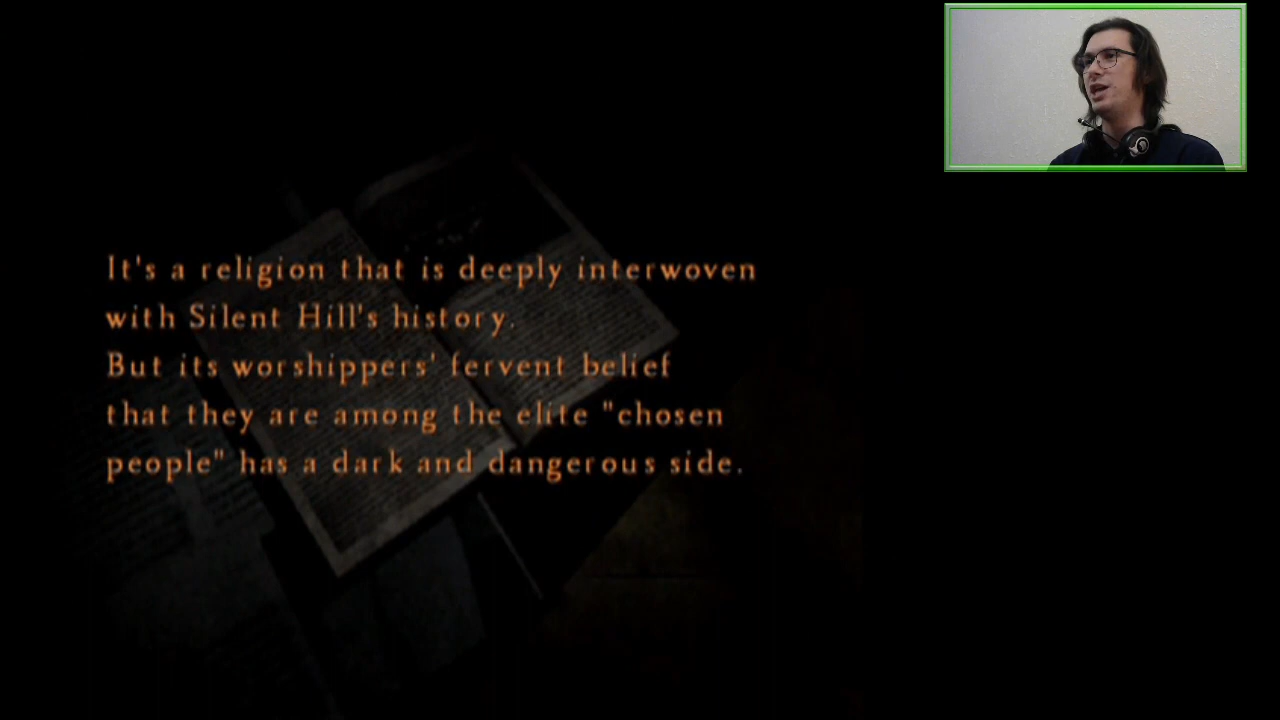 It's a religion that is deeply interwoven
with Silent Hill's history.
But its worshippers' fervent belief
that they are among the elite "chosen
people" has a dark and dangerous side.